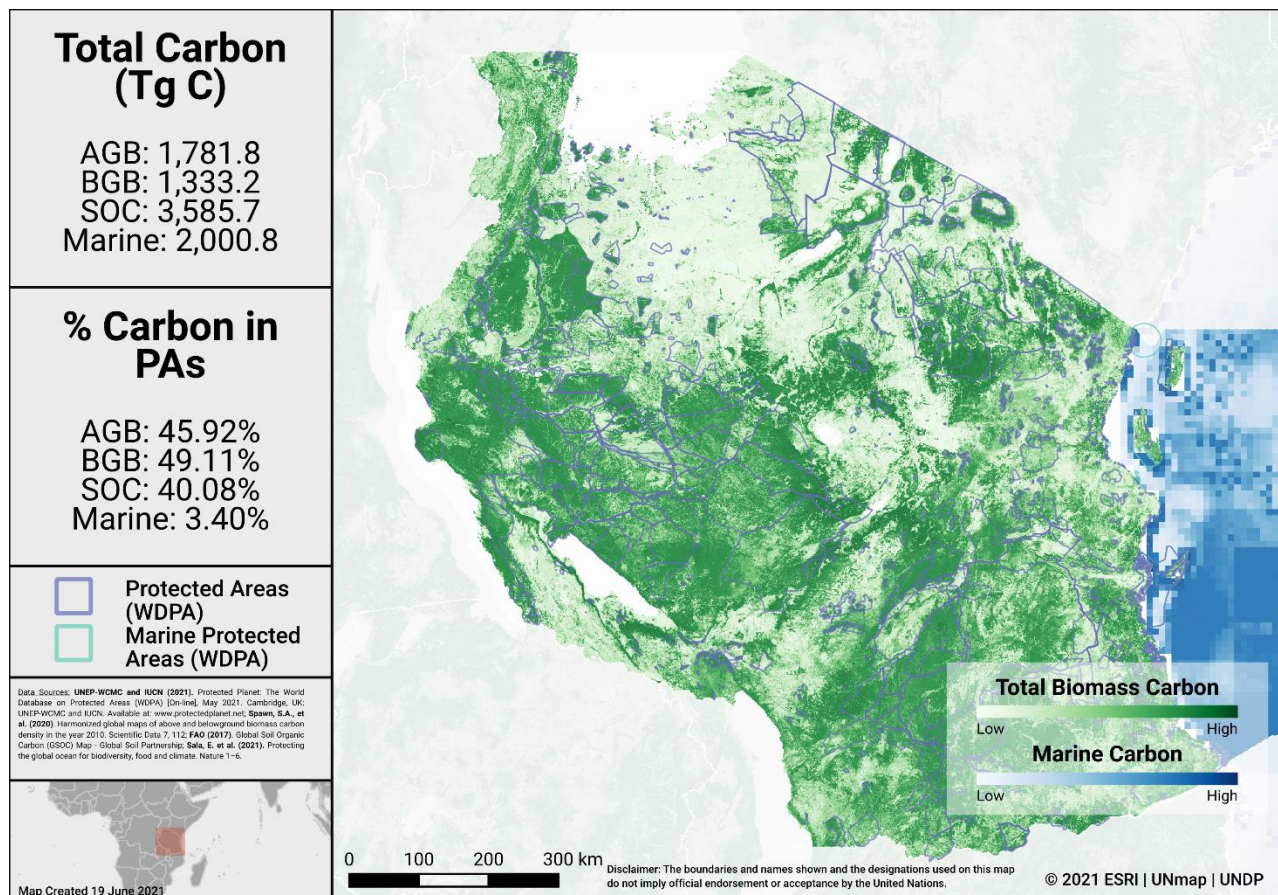 Total Carbon
(Tg C)
AGB: 1,781.8
BGB: 1,333.2
SOC: 3,585.7
Marine: 2,000.8
% Carbon in
PAs
AGB: 45.92%
BGB: 49.11%
SOC: 40.08%
Marine: 3.40%
Protected Areas
(WDPA)
Marine Protected
Areas (WDPA)
Data Sources: UNEP-WCMC and IUCN (2021). Protected Planet: The World
Database on Protected Areas (WDPA) [On-line], May 2021, Cambridge, UK:
UNEP-WCMC and IUCN. Available at: www.protectedplanet.net; Spawn, S.A., et
al. (2020). Harmonized global maps of above and belowground biomass carbon
density in the year 2010. Scientific Data 7, 112; FAO (2017). Global Soil Organic
Carbon (GSOC) Map - Global Soil Partnership; Sala, E. et al. (2021). Protecting
the global ocean for biodiversity, food and climate. Nature 1–6.
Map Created 19 June 2021
Total Biomass Carbon
Low High
Marine Carbon
Low High
0 100 200 300 km
Disclaimer: The boundaries and names shown and the designations used on this map
do not imply official endorsement or acceptance by the United Nations.
© 2021 ESRI | UNmap | UNDP